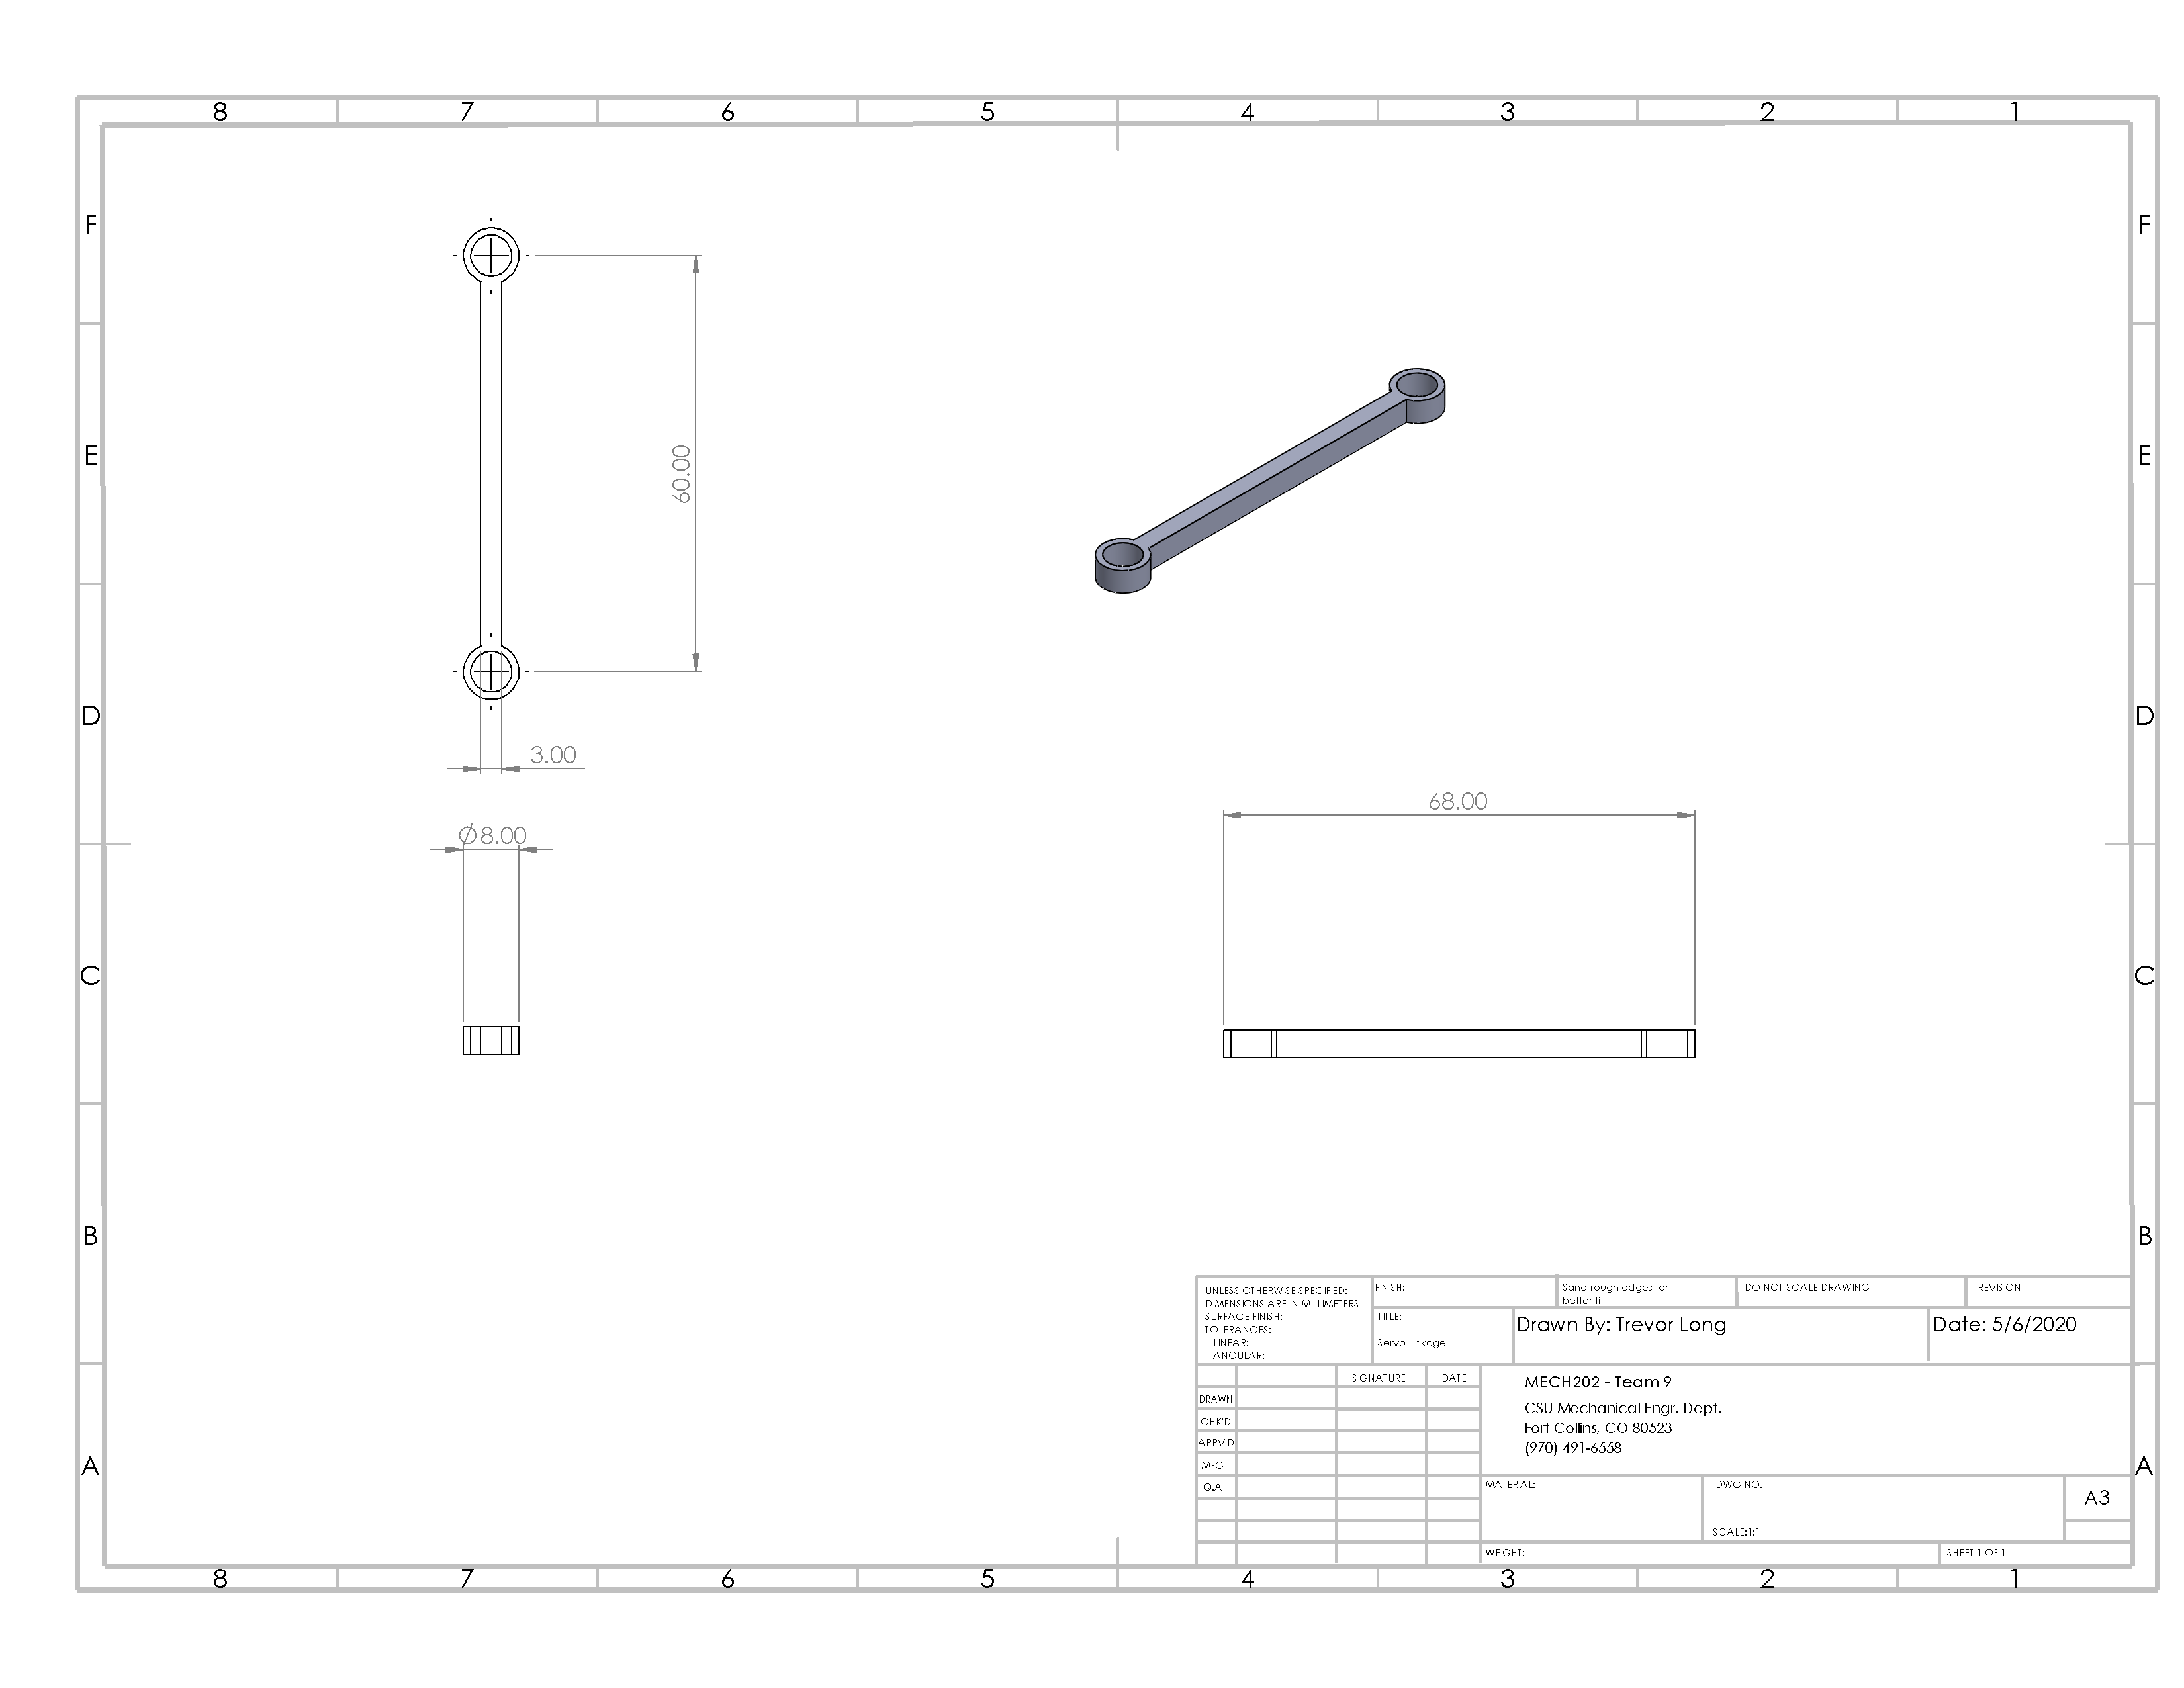 8 7 6 5 4 3 2 1
F F
E E
60.00
D D
3.00
68.00
Ø8.00
C C
B B
UNLESS OTHERWISE SPECIFIED:
DIMENSIONS ARE IN MILLIMETERS
SURFACE FINISH:
TOLERANCES:
LINEAR:
ANGULAR:
FINISH:
Sand rough edges for
better fit
DO NOT SCALE DRAWING
REVISION
TITLE:
Servo Linkage
Drawn By: Trevor Long
Date: 5/6/2020
SIGNATURE DATE
DRAWN
CHK'D
APPV'D
MFG
Q.A
MECH202 - Team 9
CSU Mechanical Engr. Dept.
Fort Collins, CO 80523
(970) 491-6558
A A
MATERIAL:
DWG NO.
A3
SCALE:1:1
WEIGHT:
SHEET 1 OF 1
8 7 6 5 4 3 2 1